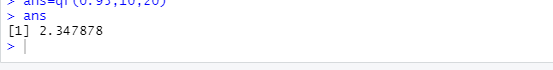 > ans=qf(0.95,10,20)
> ans
[1] 2.347878
>